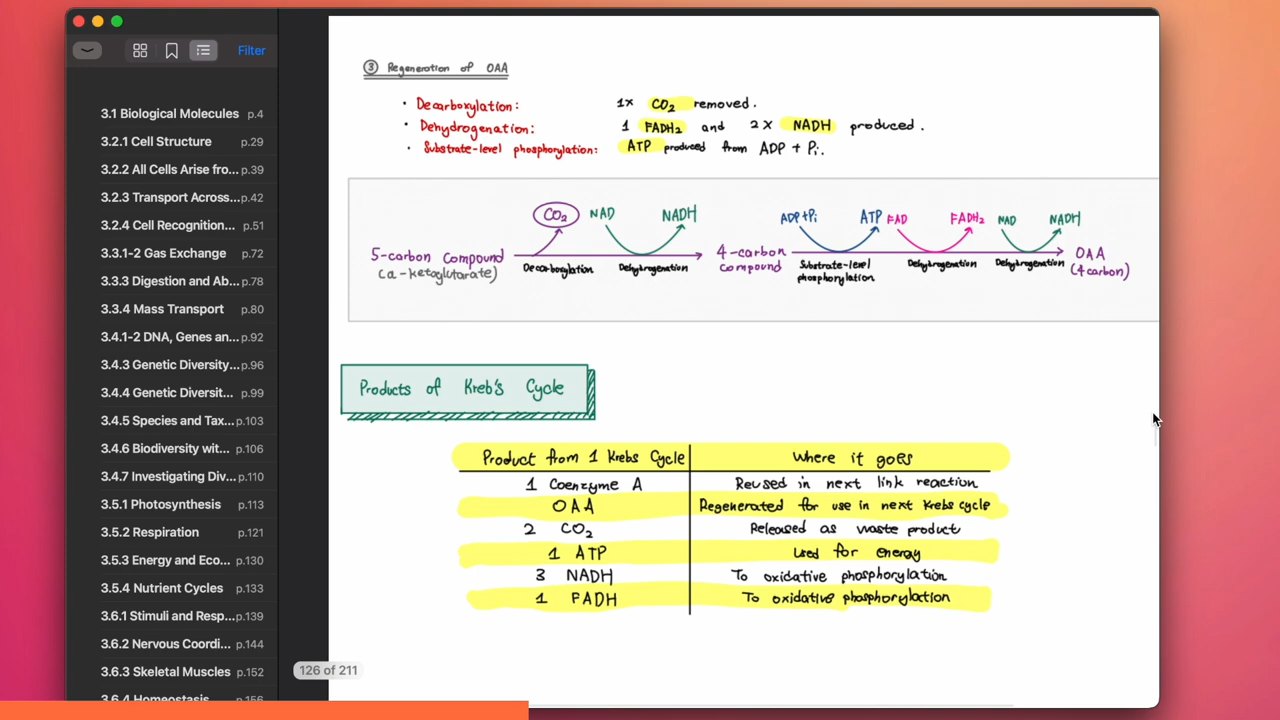 Filter
3.1 Biological Molecules p.4
3.2.1 Cell Structure p.29
3.2.2 All Cells Arise fro... p.39
3.2.3 Transport Across... p.42
3.2.4 Cell Recognition... p.51
3.3.1-2 Gas Exchange p.72
3.3.3 Digestion and Ab... p.78
3.3.4 Mass Transport p.80
3.4.1-2 DNA, Genes an... p.92
3.4.3 Genetic Diversity... p.96
3.4.4 Genetic Diversit... p.99
3.4.5 Species and Tax... p.103
3.4.6 Biodiversity wit... p.106
3.4.7 Investigating Div... p.110
3.5.1 Photosynthesis p.113
3.5.2 Respiration p.121
3.5.3 Energy and Eco... p.130
3.5.4 Nutrient Cycles p.133
3.6.1 Stimuli and Resp... p.139
3.6.2 Nervous Coordi... p.144
3.6.3 Skeletal Muscles p.152
3.6.4 Homeostasis p.156
③ Regeneration of OAA
· Decarboxylation: 1x CO₂ removed.
· Dehydrogenation: 1 FADH₂ and 2x NADH produced.
· Substrate-level phosphorylation: ATP produced from ADP + Pi.
CO₂ NAD NADH ADP+Pi ATP FAD FADH₂ NAD NADH
5-carbon compound 4-carbon compound OAA
(α-ketoglutarate) (4 carbon)
Decarboxylation Dehydrogenation Substrate-level phosphorylation Dehydrogenation Dehydrogenation
Products of Kreb's Cycle
Product from 1 Krebs Cycle Where it goes
1 Coenzyme A Reused in next link reaction
OAA Regenerated for use in next Krebs cycle
2 CO₂ Released as waste product
1 ATP Used for energy
3 NADH To oxidative phosphorylation
1 FADH To oxidative phosphorylation
126 of 211